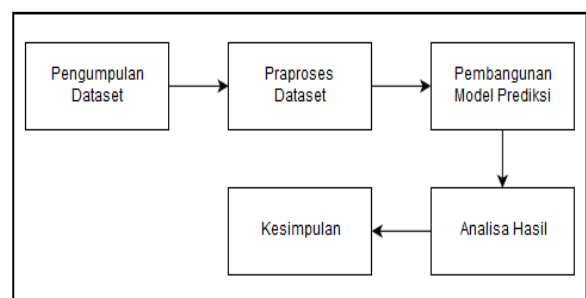 Pengumpulan
Dataset
Praproses
Dataset
Pembangunan
Model Prediksi
Analisa Hasil
Kesimpulan